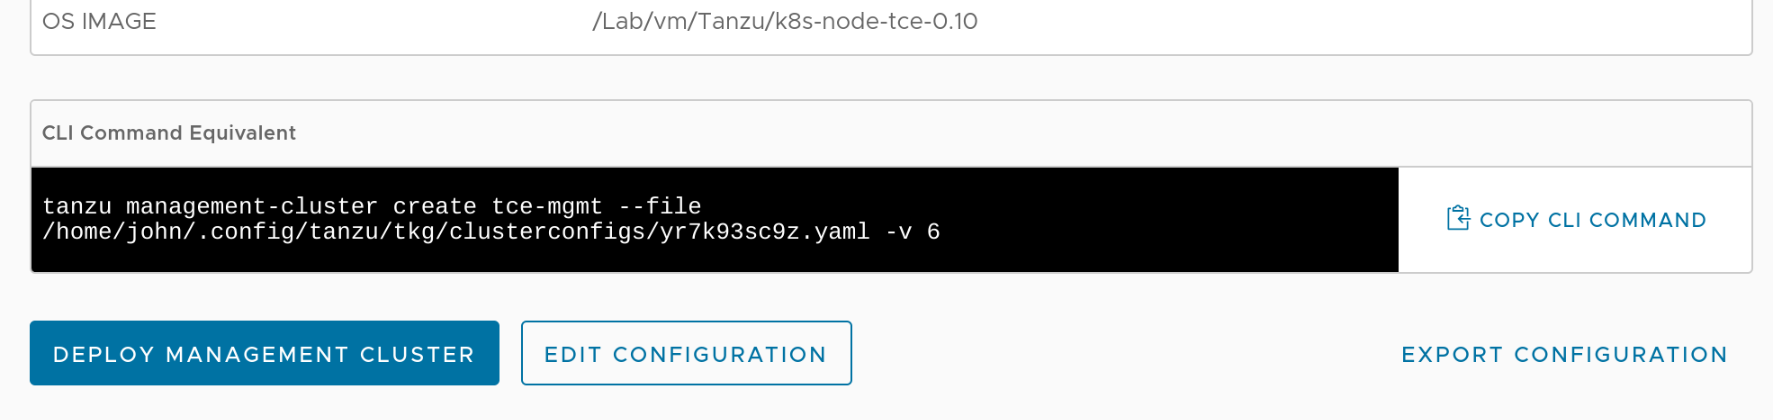 OS IMAGE /Lab/vm/Tanzu/k8s-node-tce-0.10
CLI Command Equivalent
tanzu management-cluster create tce-mgmt --file
/home/john/.config/tanzu/tkg/clusterconfigs/yr7k93sc9z.yaml -v 6
COPY CLI COMMAND
DEPLOY MANAGEMENT CLUSTER
EDIT CONFIGURATION
EXPORT CONFIGURATION